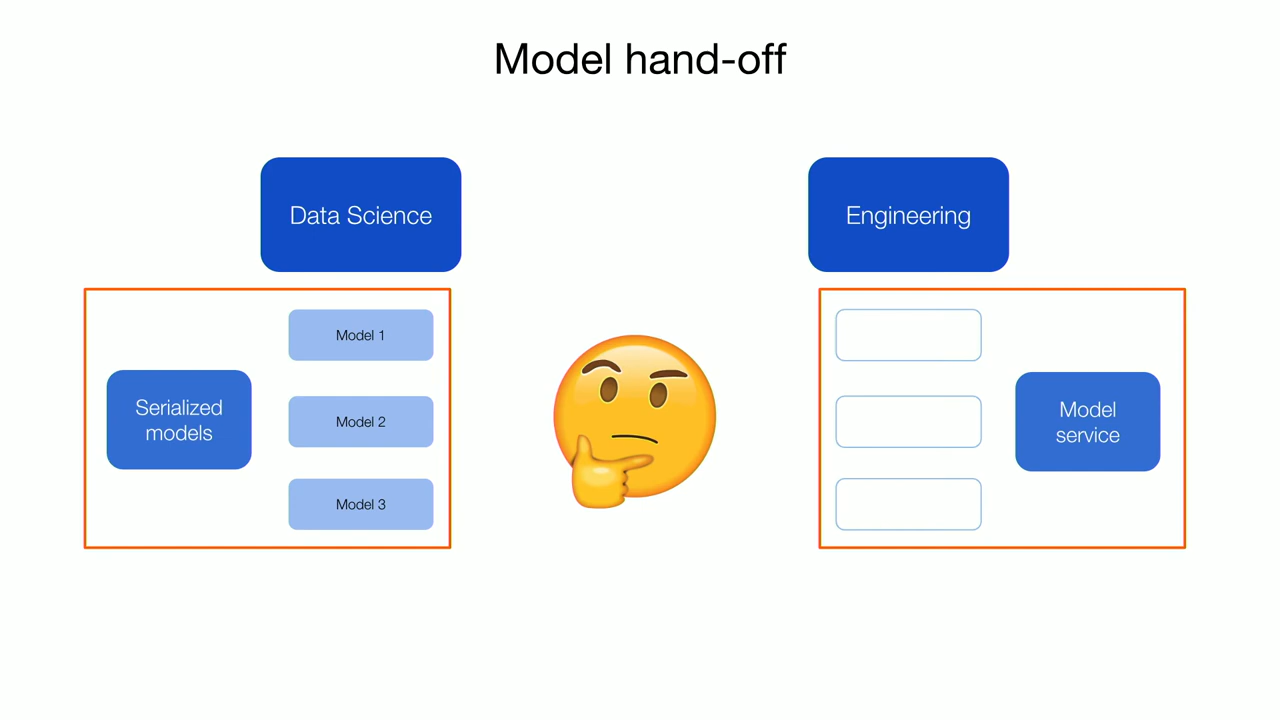 Model hand-off
Data Science
Engineering
Serialized
models
Model 1
Model 2
Model 3
Model
service